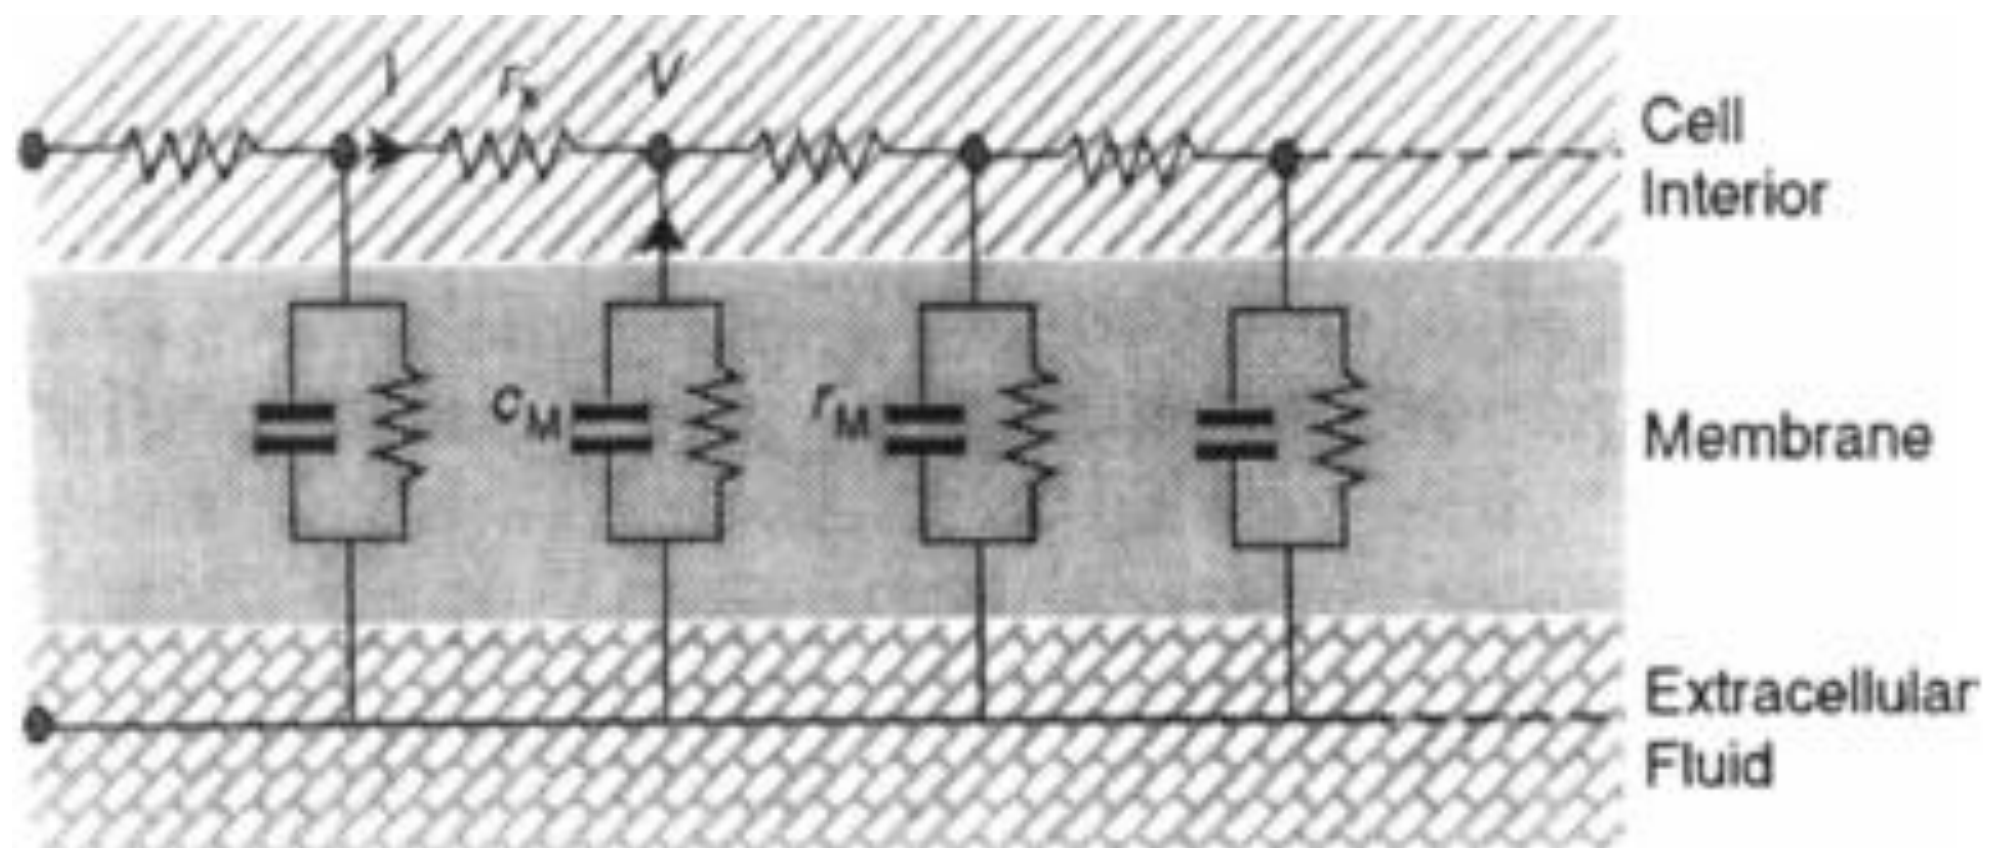 I
V
Cell
Interior
c_M
r_M
Membrane
Extracellular
Fluid